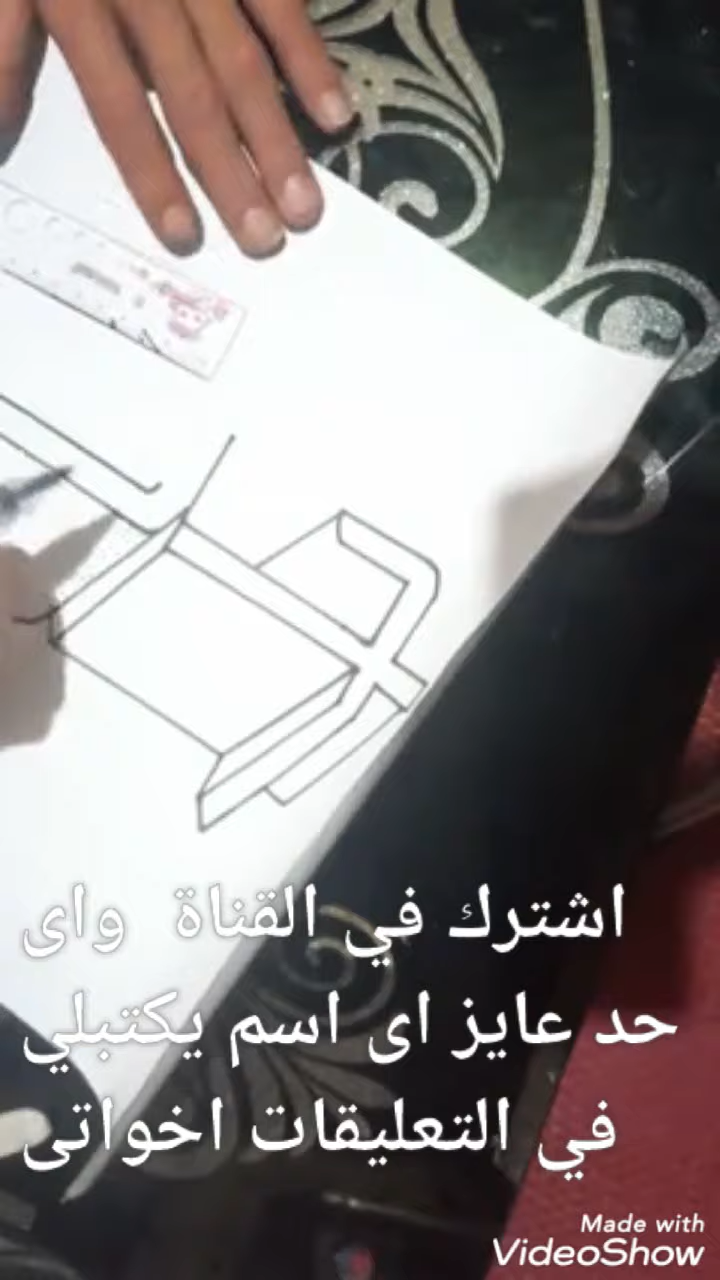 اشترك في القناة واى
حد عايز اى اسم يكتبلي
في التعليقات اخواتى
Made with
VideoShow